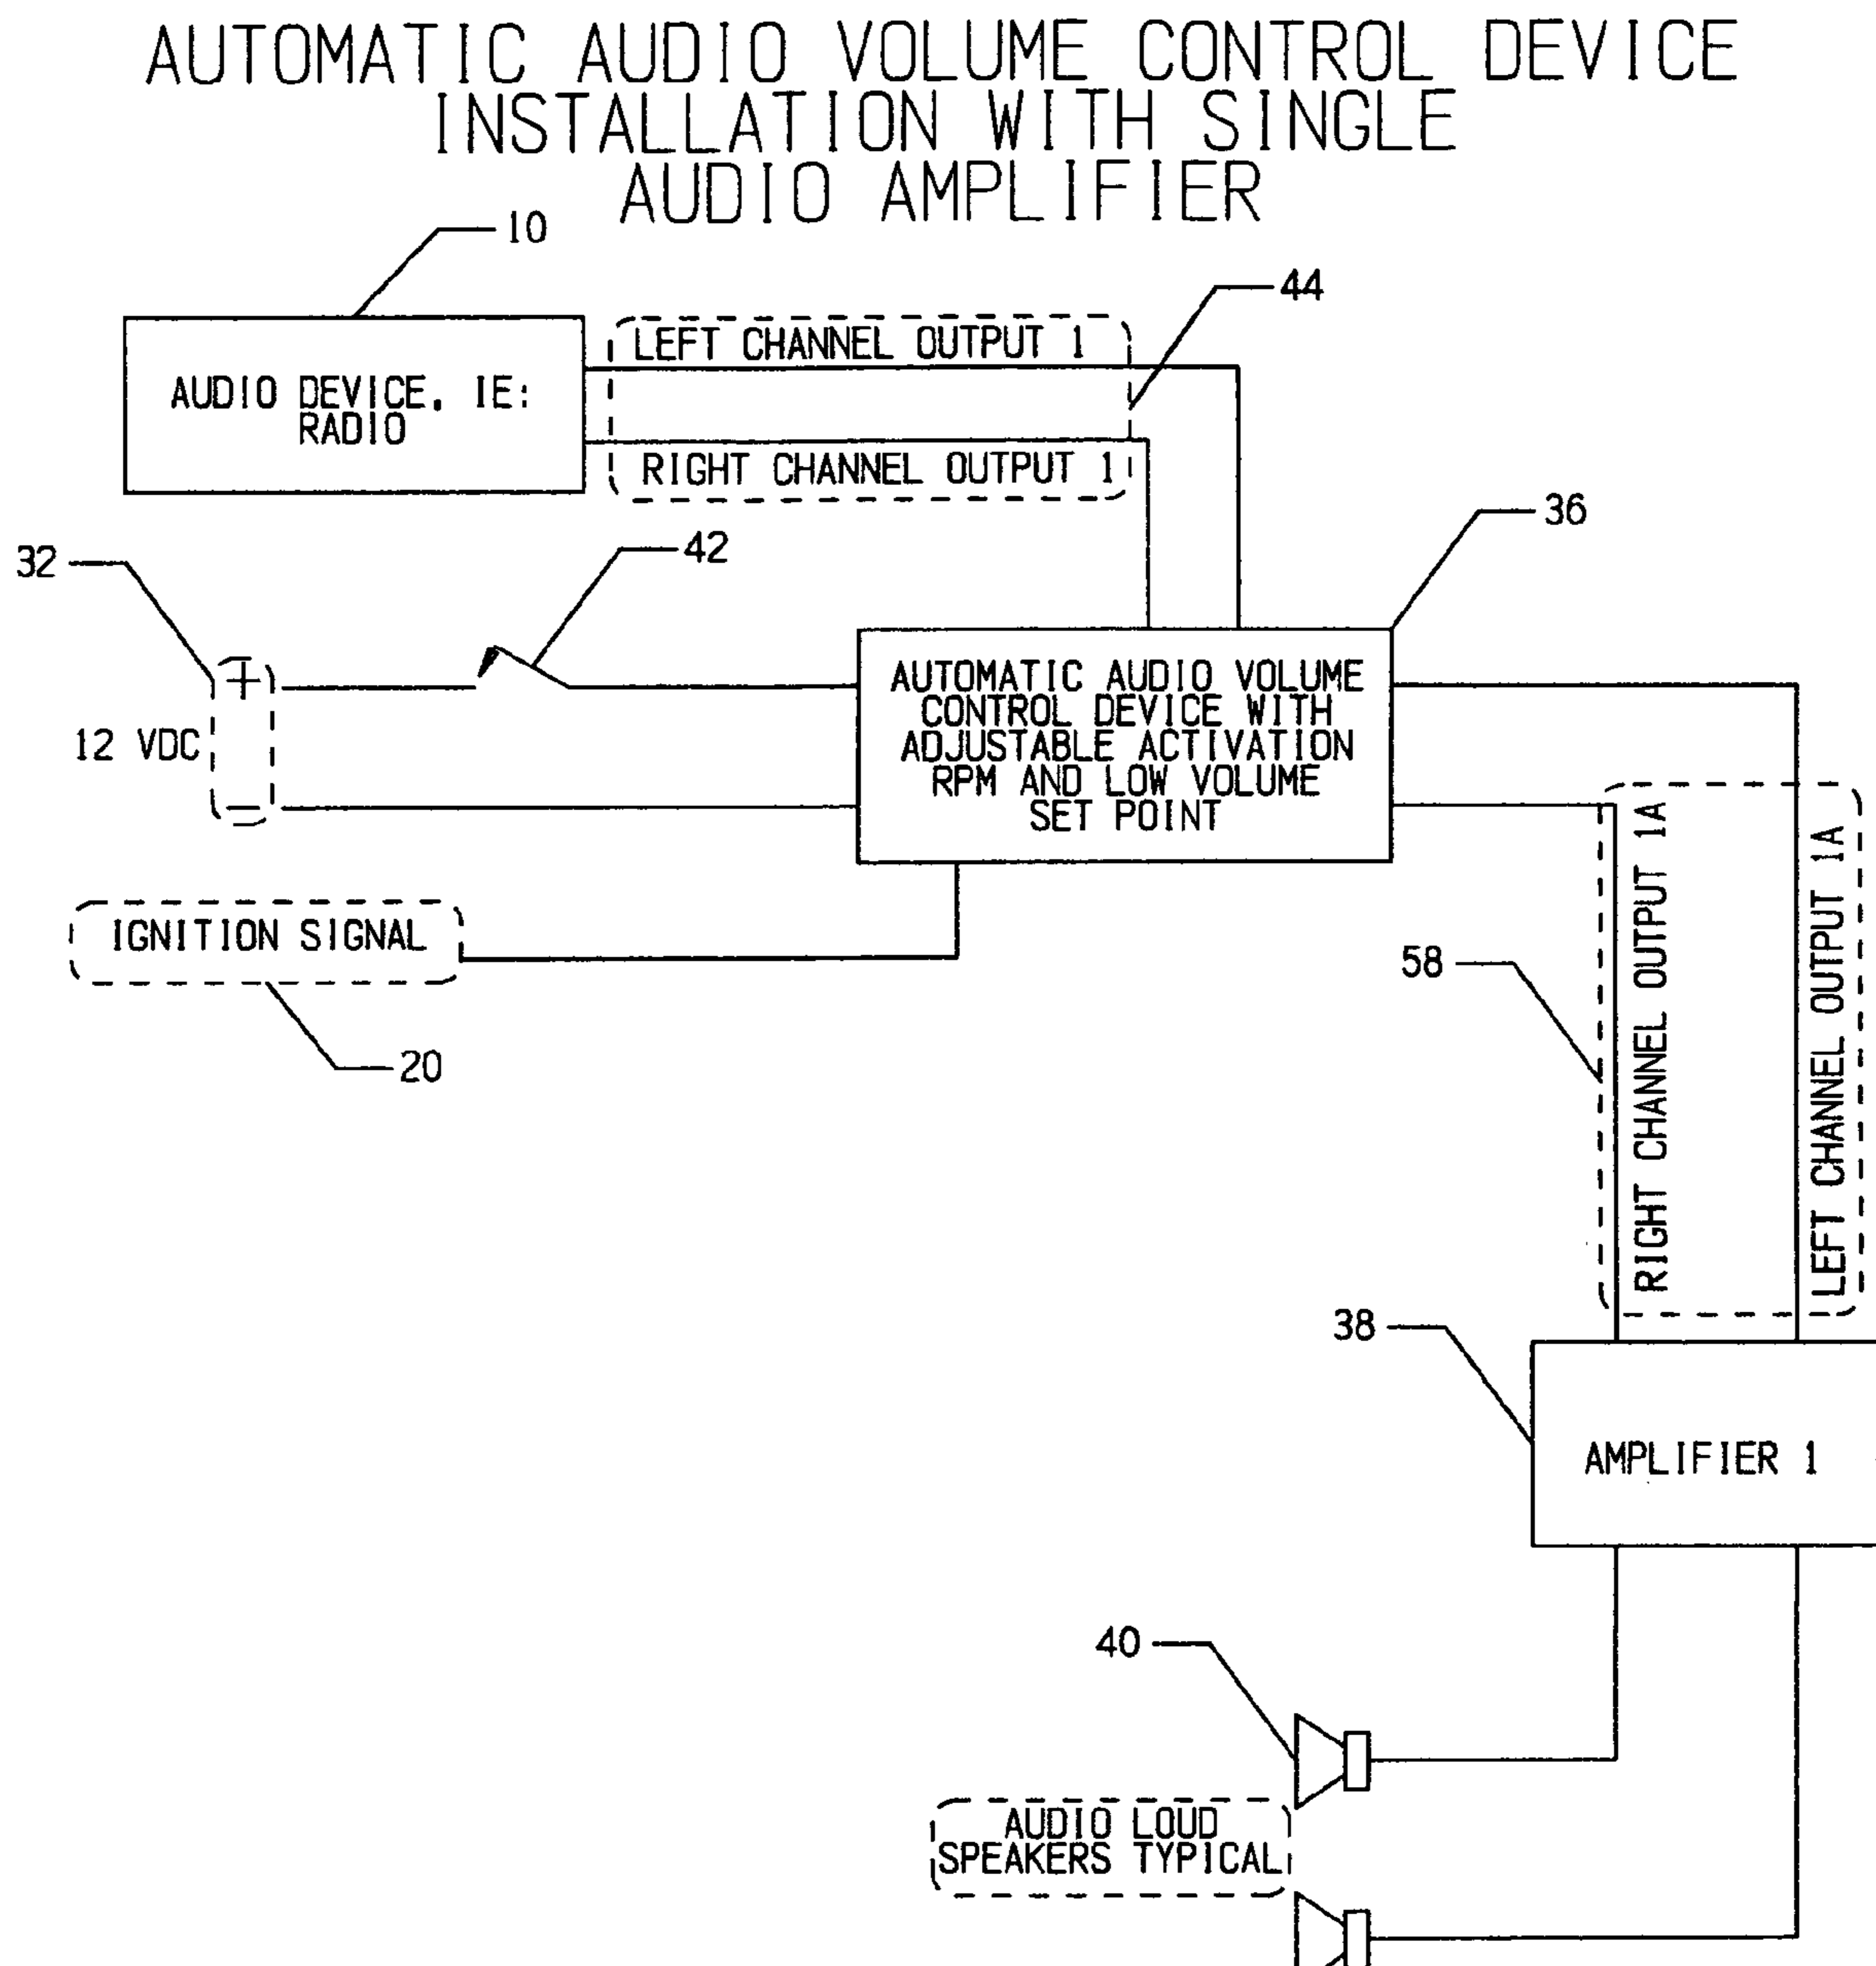 AUTOMATIC AUDIO VOLUME CONTROL DEVICE
INSTALLATION WITH SINGLE
AUDIO AMPLIFIER
10
44
LEFT CHANNEL OUTPUT 1
AUDIO DEVICE, IE:
RADIO
RIGHT CHANNEL OUTPUT 1
36
42
32
+
12 VDC
−
AUTOMATIC AUDIO VOLUME
CONTROL DEVICE WITH
ADJUSTABLE ACTIVATION
RPM AND LOW VOLUME
SET POINT
IGNITION SIGNAL
20
58
RIGHT CHANNEL OUTPUT 1A
LEFT CHANNEL OUTPUT 1A
38
AMPLIFIER 1
40
AUDIO LOUD
SPEAKERS TYPICAL